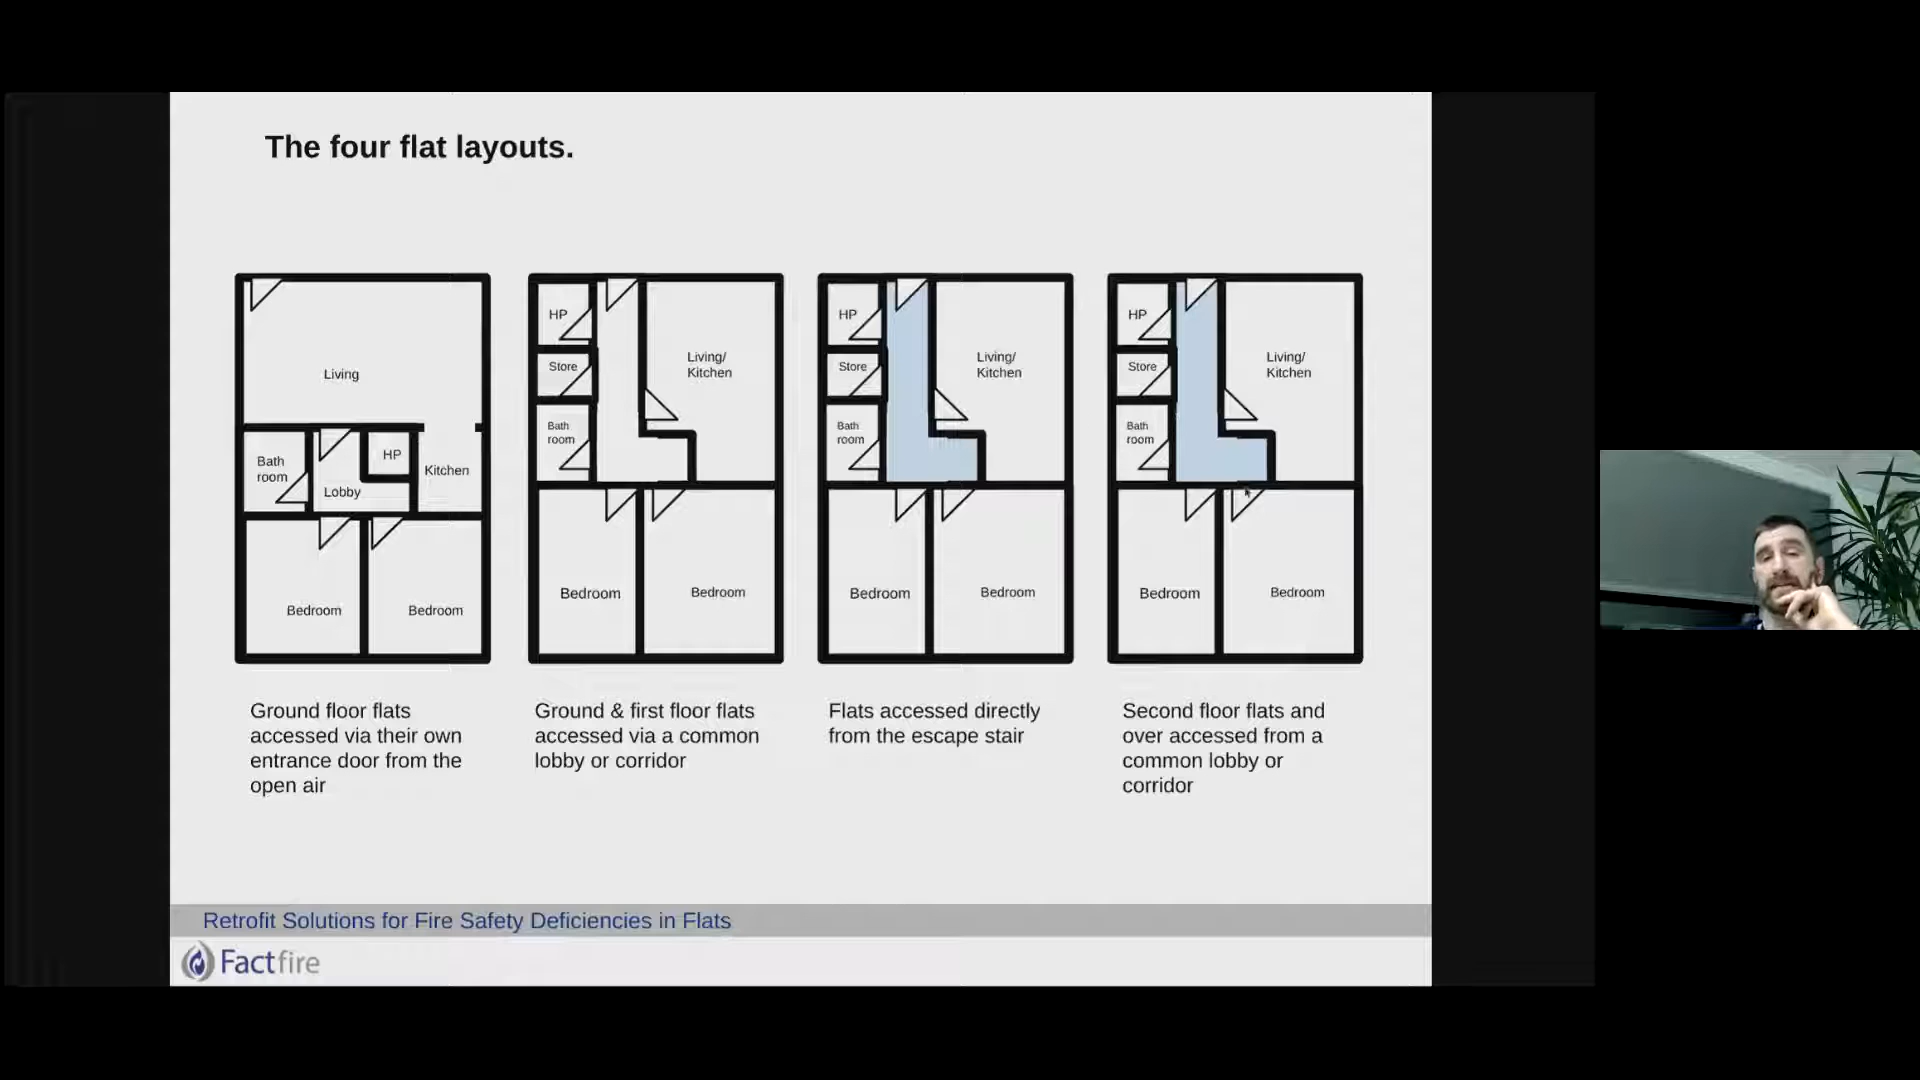 The four flat layouts.
Living
Bath
room
HP
Lobby
Kitchen
Bedroom
Bedroom
HP
Store
Bath
room
Living/
Kitchen
Bedroom
Bedroom
HP
Store
Bath
room
Living/
Kitchen
Bedroom
Bedroom
HP
Store
Bath
room
Living/
Kitchen
Bedroom
Bedroom
Ground floor flats
accessed via their own
entrance door from the
open air
Ground & first floor flats
accessed via a common
lobby or corridor
Flats accessed directly
from the escape stair
Second floor flats and
over accessed from a
common lobby or
corridor
Retrofit Solutions for Fire Safety Deficiencies in Flats
Factfire